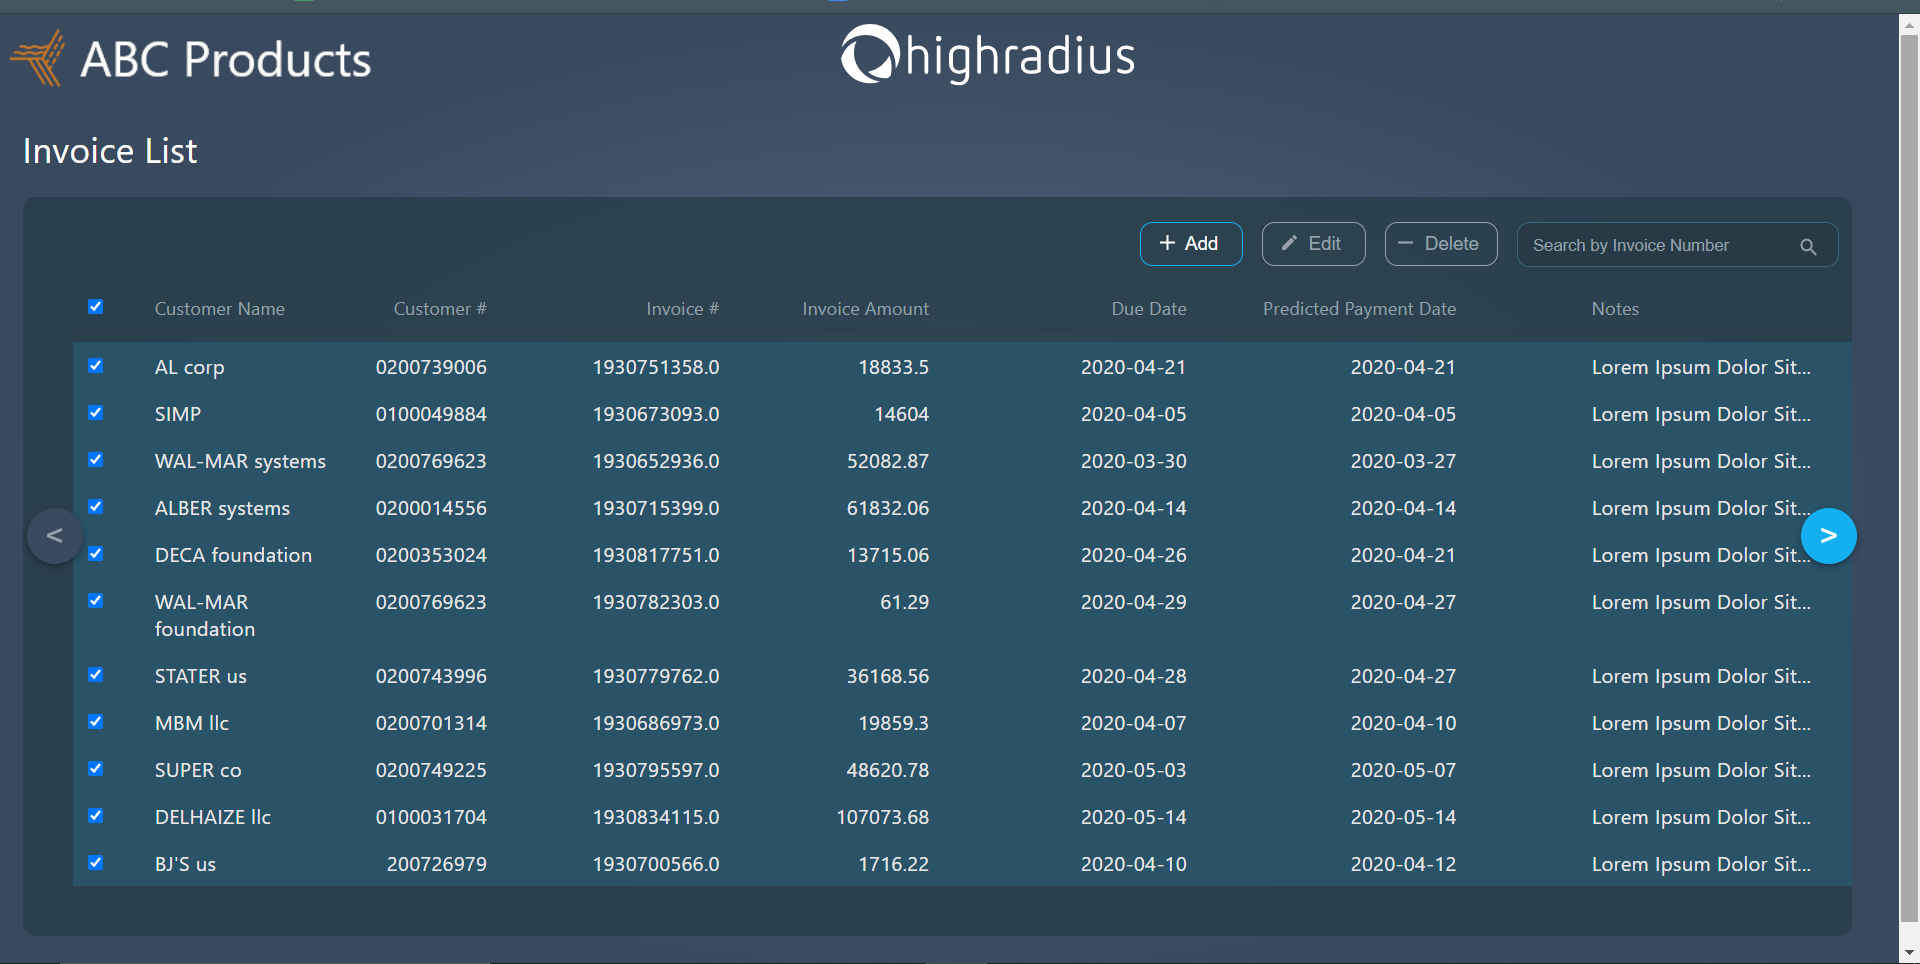 ABC Products
highradius
Invoice List
+ Add Edit — Delete Search by Invoice Number
Customer Name Customer # Invoice # Invoice Amount Due Date Predicted Payment Date Notes
AL corp 0200739006 1930751358.0 18833.5 2020-04-21 2020-04-21 Lorem Ipsum Dolor Sit...
SIMP 0100049884 1930673093.0 14604 2020-04-05 2020-04-05 Lorem Ipsum Dolor Sit...
WAL-MAR systems 0200769623 1930652936.0 52082.87 2020-03-30 2020-03-27 Lorem Ipsum Dolor Sit...
ALBER systems 0200014556 1930715399.0 61832.06 2020-04-14 2020-04-14 Lorem Ipsum Dolor Sit...
< >
DECA foundation 0200353024 1930817751.0 13715.06 2020-04-26 2020-04-21 Lorem Ipsum Dolor Sit...
WAL-MAR 0200769623 1930782303.0 61.29 2020-04-29 2020-04-27 Lorem Ipsum Dolor Sit...
foundation
STATER us 0200743996 1930779762.0 36168.56 2020-04-28 2020-04-27 Lorem Ipsum Dolor Sit...
MBM llc 0200701314 1930686973.0 19859.3 2020-04-07 2020-04-10 Lorem Ipsum Dolor Sit...
SUPER co 0200749225 1930795597.0 48620.78 2020-05-03 2020-05-07 Lorem Ipsum Dolor Sit...
DELHAIZE llc 0100031704 1930834115.0 107073.68 2020-05-14 2020-05-14 Lorem Ipsum Dolor Sit...
BJ'S us 200726979 1930700566.0 1716.22 2020-04-10 2020-04-12 Lorem Ipsum Dolor Sit...